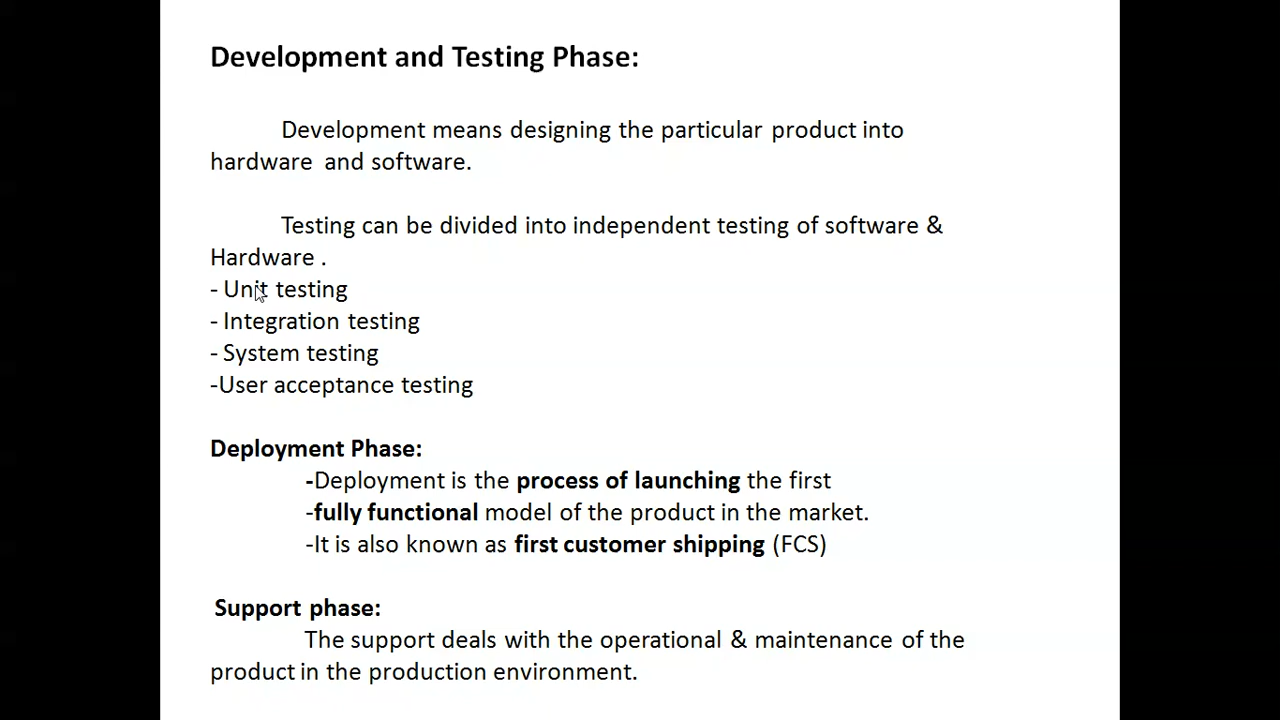 Development and Testing Phase:
Development means designing the particular product into
hardware and software.
Testing can be divided into independent testing of software &
Hardware .
- Unit testing
- Integration testing
- System testing
-User acceptance testing
Deployment Phase:
-Deployment is the process of launching the first
-fully functional model of the product in the market.
-It is also known as first customer shipping (FCS)
Support phase:
The support deals with the operational & maintenance of the
product in the production environment.